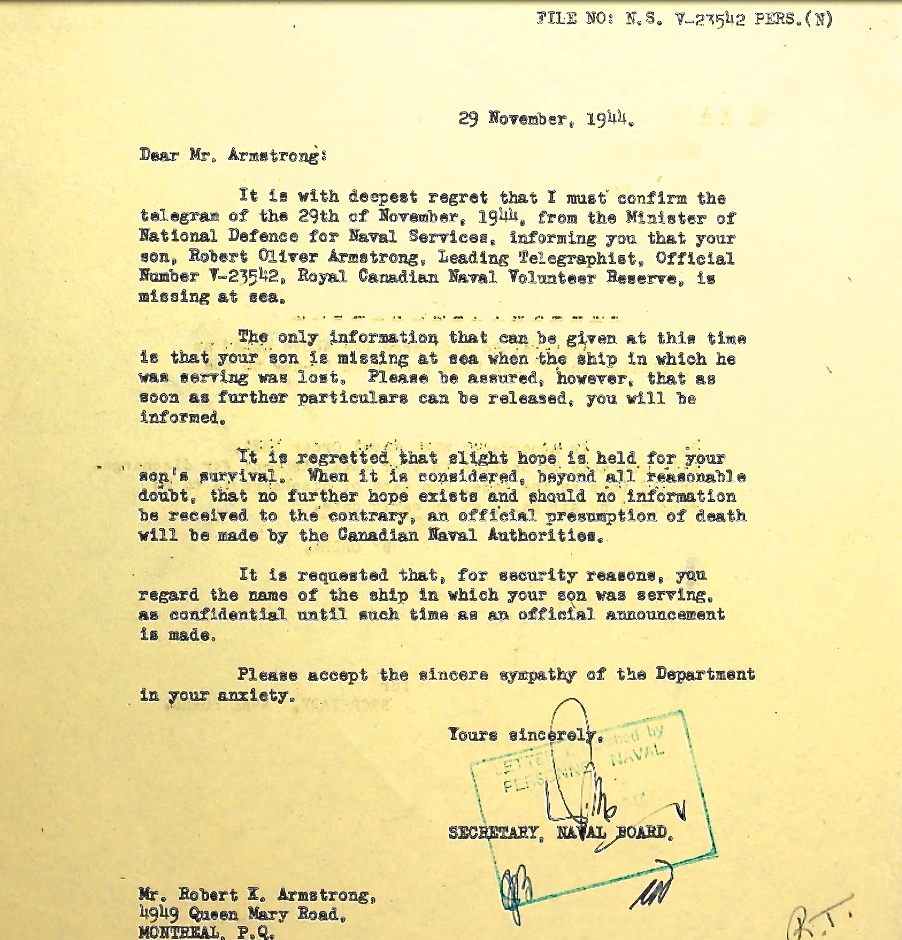 FILE NO: N.S. V-23542 PERS.(N)
29 November, 1944.
Dear Mr. Armstrong:
It is with deepest regret that I must confirm the
telegram of the 29th of November, 1944, from the Minister of
National Defence for Naval Services, informing you that your
son, Robert Oliver Armstrong, Leading Telegraphist, Official
Number V-23542, Royal Canadian Naval Volunteer Reserve, is
missing at sea.
The only information that can be given at this time
is that your son is missing at sea when the ship in which he
was serving was lost. Please be assured, however, that as
soon as further particulars can be released, you will be
informed.
It is regretted that slight hope is held for your
son's survival. When it is considered, beyond all reasonable
doubt, that no further hope exists and should no information
be received to the contrary, an official presumption of death
will be made by the Canadian Naval Authorities.
It is requested that, for security reasons, you
regard the name of the ship in which your son was serving,
as confidential until such time as an official announcement
is made.
Please accept the sincere sympathy of the Department
in your anxiety.
Yours sincerely,
LETTER by
PERSONNEL NAVAL
SECRETARY, NAVAL BOARD.
Mr. Robert K. Armstrong,
4949 Queen Mary Road,
MONTREAL, P.Q.
R.T.